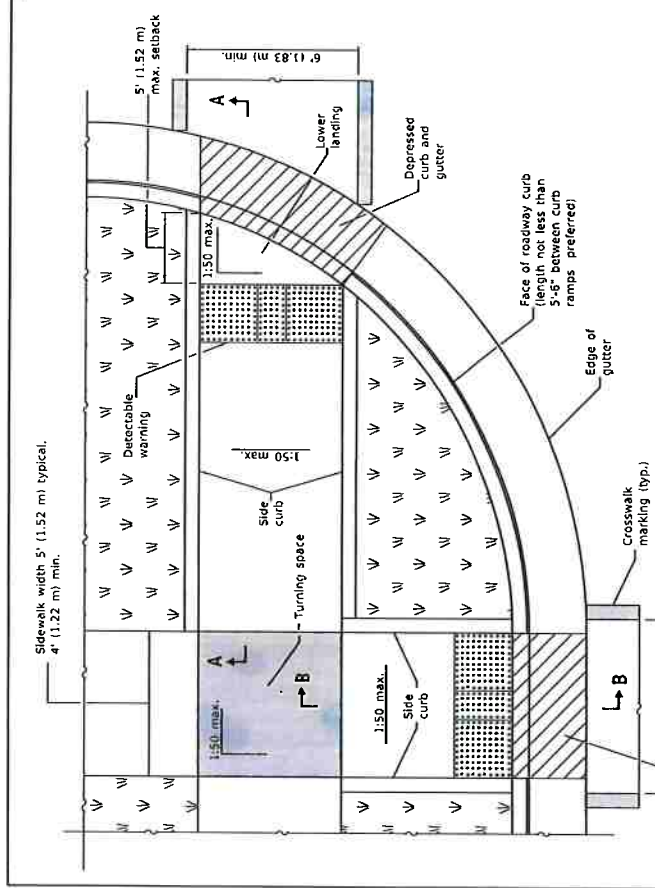 Sidewalk width 5' (1.52 m) typical.
4' (1.22 m) min.
5' (1.52 m)
max. setback
6' (1.83 m) min.
A
Lower
landing
Depressed
curb and
gutter
1:50 max.
Detectable
warning
1:50 max.
Side
curb
Face of roadway curb
(length not less than
5'-6" between curb
ramps preferred)
Edge of
gutter
Turning space
A
B
1:50 max.
1:50 max.
Side
curb
Crosswalk
marking (typ.)
B